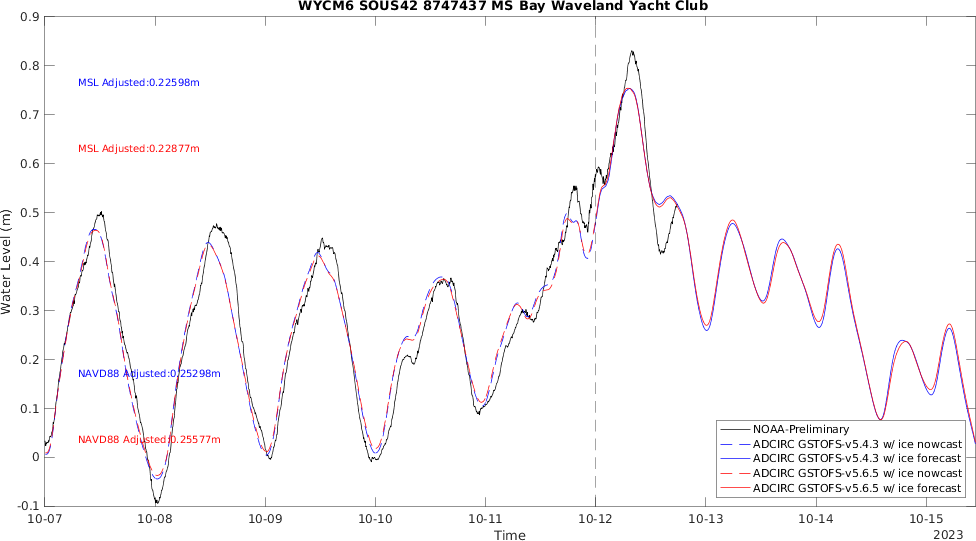 WYCM6 SOUS42 8747437 MS Bay Waveland Yacht Club
0.9
0.8
0.7
0.6
0.5
0.4
0.3
0.2
0.1
0
-0.1
Water Level (m)
MSL Adjusted:0.22598m
MSL Adjusted:0.22877m
NAVD88 Adjusted:0.25298m
NAVD88 Adjusted:0.25577m
NOAA-Preliminary
ADCIRC GSTOFS-v5.4.3 w/ ice nowcast
ADCIRC GSTOFS-v5.4.3 w/ ice forecast
ADCIRC GSTOFS-v5.6.5 w/ ice nowcast
ADCIRC GSTOFS-v5.6.5 w/ ice forecast
10-07 10-08 10-09 10-10 10-11 10-12 10-13 10-14 10-15
Time
2023